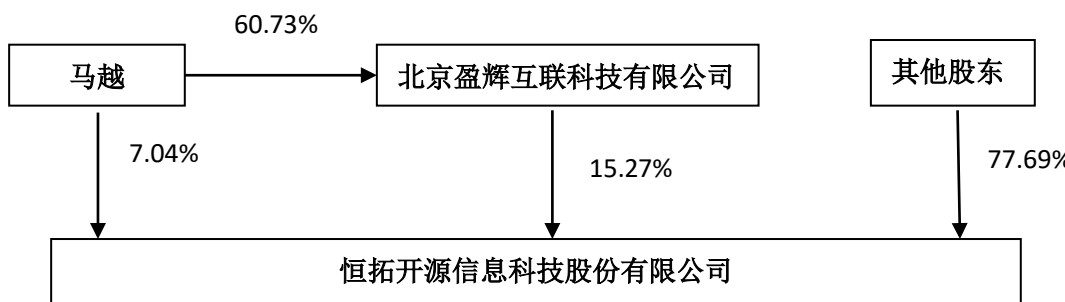 60.73%
马越
北京盈辉互联科技有限公司
其他股东
7.04%
15.27%
77.69%
恒拓开源信息科技股份有限公司